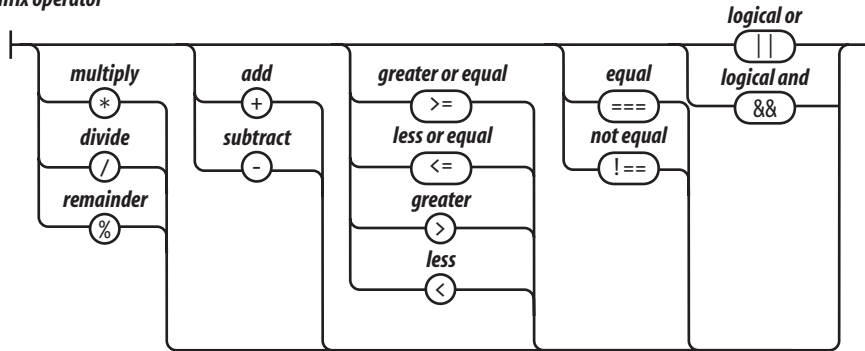 infix operator
logical or
||
multiply
add
greater or equal
equal
logical and
*
+
>=
===
&&
divide
subtract
less or equal
not equal
/
-
<=
!==
remainder
greater
%
>
less
<